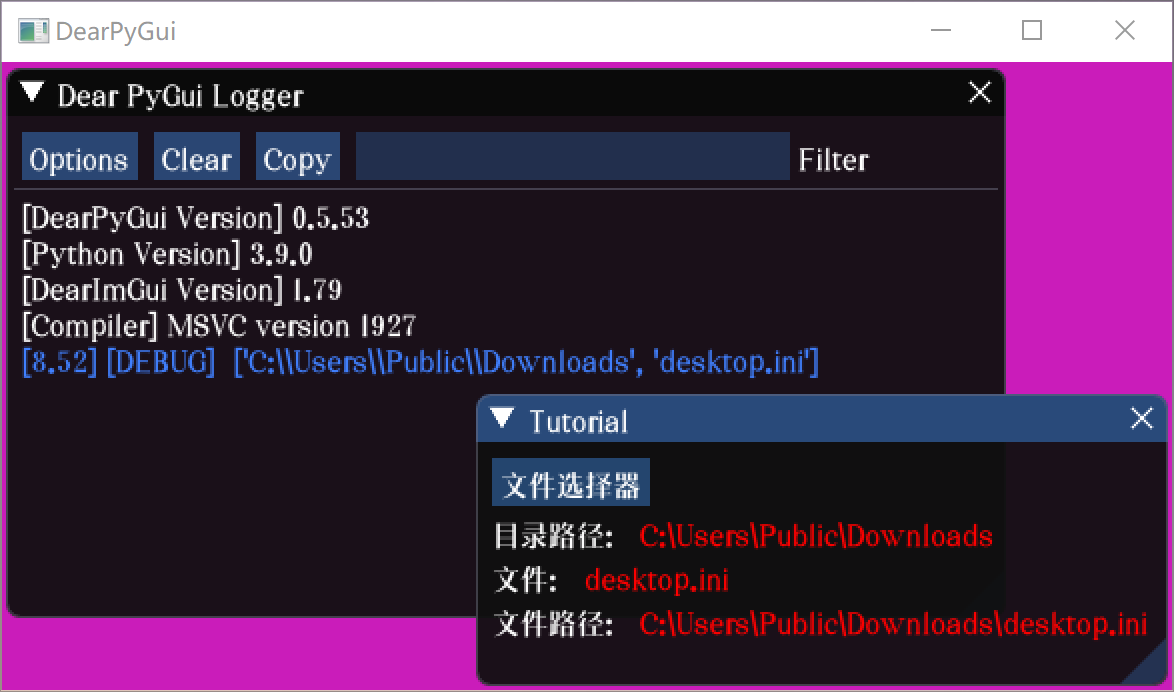 DearPyGui
Dear PyGui Logger
Options Clear Copy Filter
[DearPyGui Version] 0.5.53
[Python Version] 3.9.0
[DearImGui Version] 1.79
[Compiler] MSVC version 1927
[8.52] [DEBUG] ['C:\\Users\\Public\\Downloads', 'desktop.ini']
Tutorial
文件选择器
目录路径: C:\Users\Public\Downloads
文件: desktop.ini
文件路径: C:\Users\Public\Downloads\desktop.ini